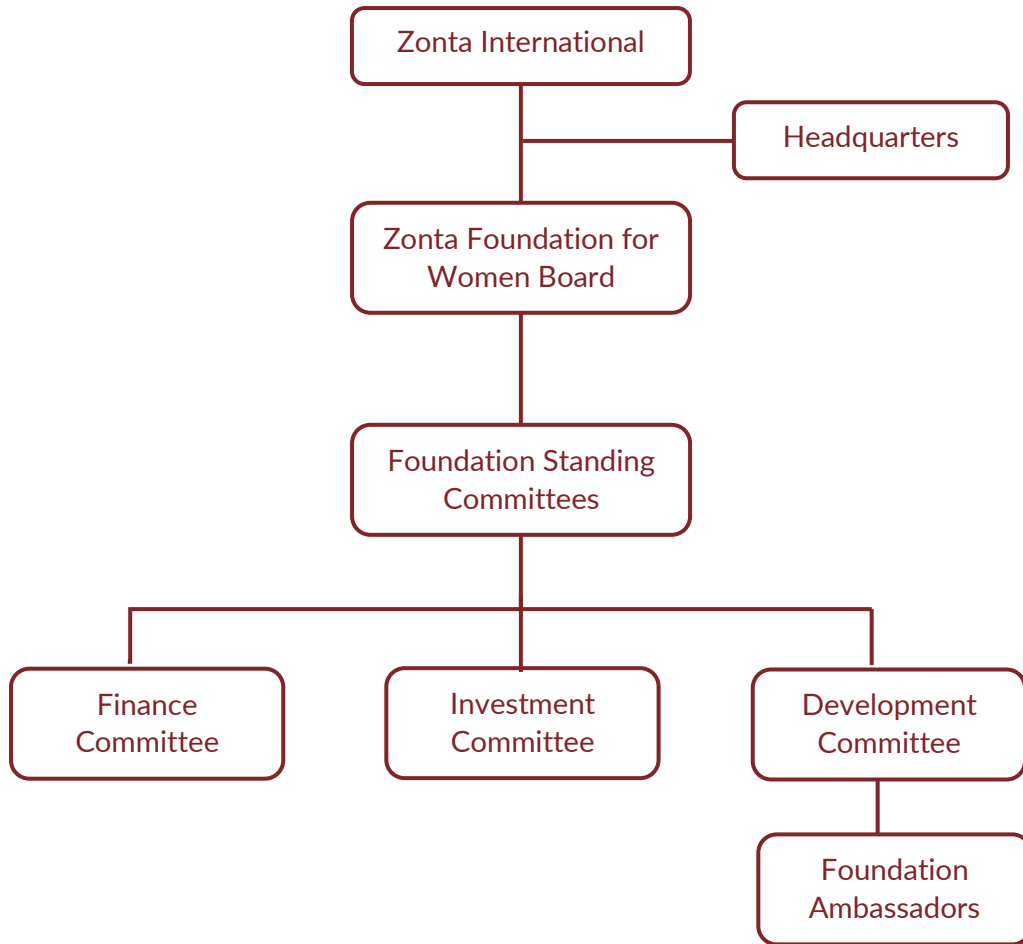 Zonta International
Headquarters
Zonta Foundation for
Women Board
Foundation Standing
Committees
Finance
Committee
Investment
Committee
Development
Committee
Foundation
Ambassadors